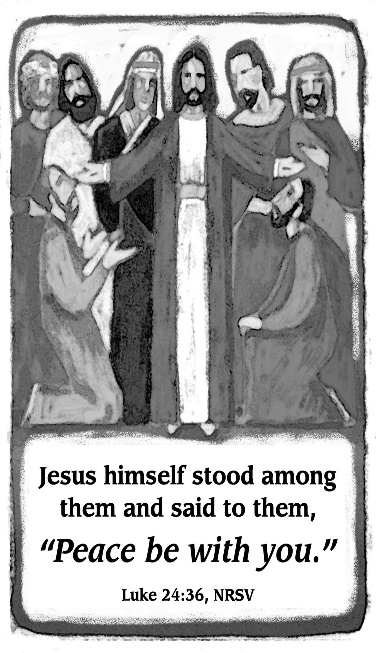 Jesus himself stood among
them and said to them,
“Peace be with you.”
Luke 24:36, NRSV